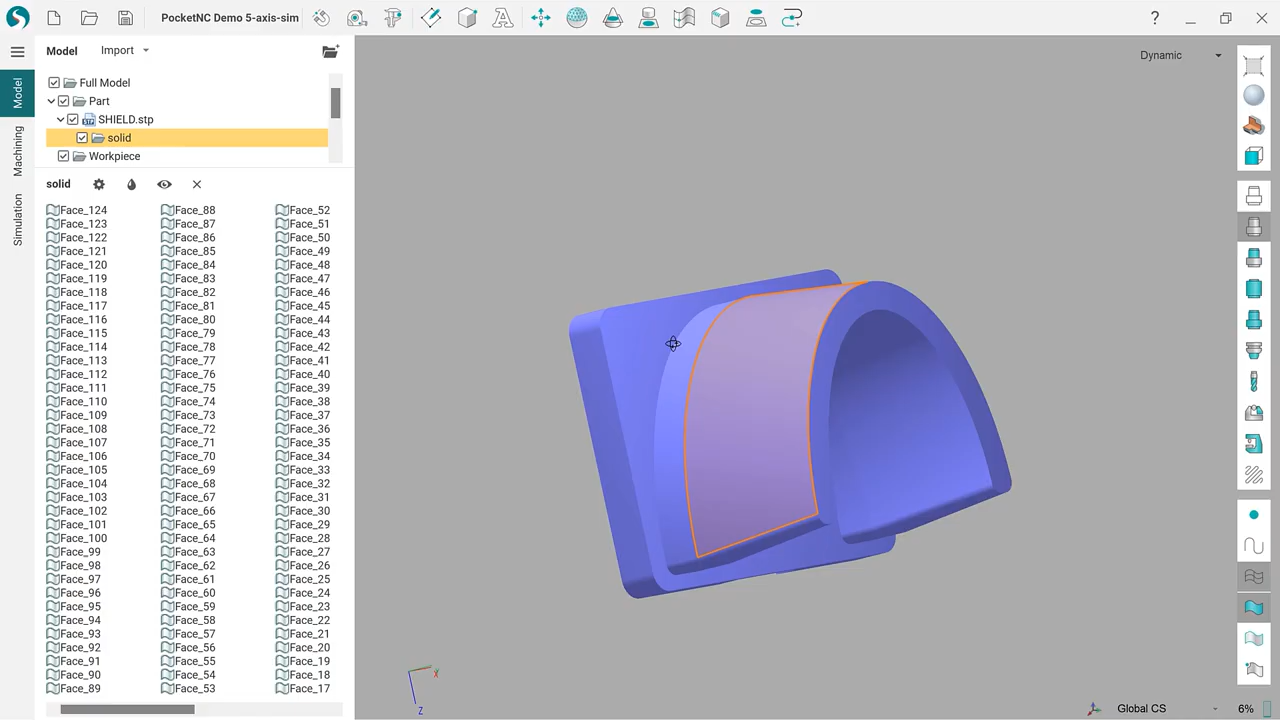 PocketNC Demo 5-axis-sim
Model Import
Full Model
Part
SHIELD.stp
solid
Workpiece
Model
Machining
Simulation
solid
Face_124 Face_88 Face_52
Face_123 Face_87 Face_51
Face_122 Face_86 Face_50
Face_121 Face_85 Face_49
Face_120 Face_84 Face_48
Face_119 Face_83 Face_47
Face_118 Face_82 Face_46
Face_117 Face_81 Face_45
Face_116 Face_80 Face_44
Face_115 Face_79 Face_43
Face_114 Face_78 Face_42
Face_113 Face_77 Face_41
Face_112 Face_76 Face_40
Face_111 Face_75 Face_39
Face_110 Face_74 Face_38
Face_109 Face_73 Face_37
Face_108 Face_72 Face_36
Face_107 Face_71 Face_35
Face_106 Face_70 Face_34
Face_105 Face_69 Face_33
Face_104 Face_68 Face_32
Face_103 Face_67 Face_31
Face_102 Face_66 Face_30
Face_101 Face_65 Face_29
Face_100 Face_64 Face_28
Face_99 Face_63 Face_27
Face_98 Face_62 Face_26
Face_97 Face_61 Face_25
Face_96 Face_60 Face_24
Face_95 Face_59 Face_23
Face_94 Face_58 Face_22
Face_93 Face_57 Face_21
Face_92 Face_56 Face_20
Face_91 Face_55 Face_19
Face_90 Face_54 Face_18
Face_89 Face_53 Face_17
Dynamic
X
Z
Global CS 6%